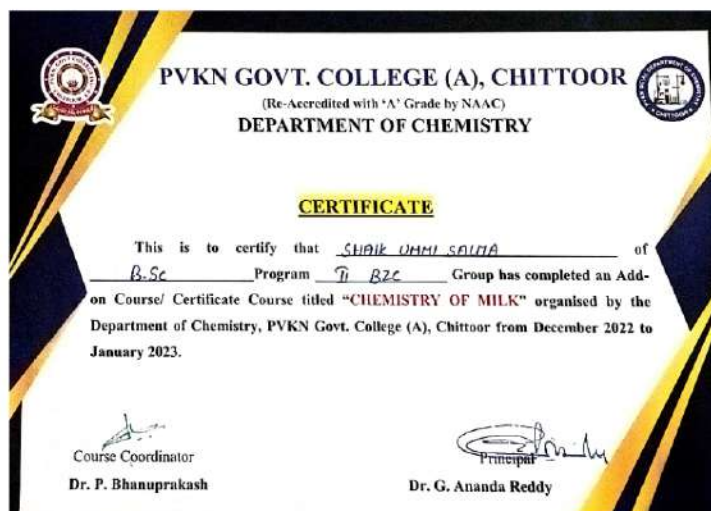 PVKN GOVT. COLLEGE (A), CHITTOOR
(Re-Accredited with ‘A’ Grade by NAAC)
DEPARTMENT OF CHEMISTRY
CERTIFICATE
This is to certify that SHAIK UMMI SALMA of
B.Sc Program II BZC Group has completed an Add-
on Course/ Certificate Course titled “CHEMISTRY OF MILK” organised by the
Department of Chemistry, PVKN Govt. College (A), Chittoor from December 2022 to
January 2023.
Course Coordinator
Dr. P. Bhanuprakash
Principal
Dr. G. Ananda Reddy